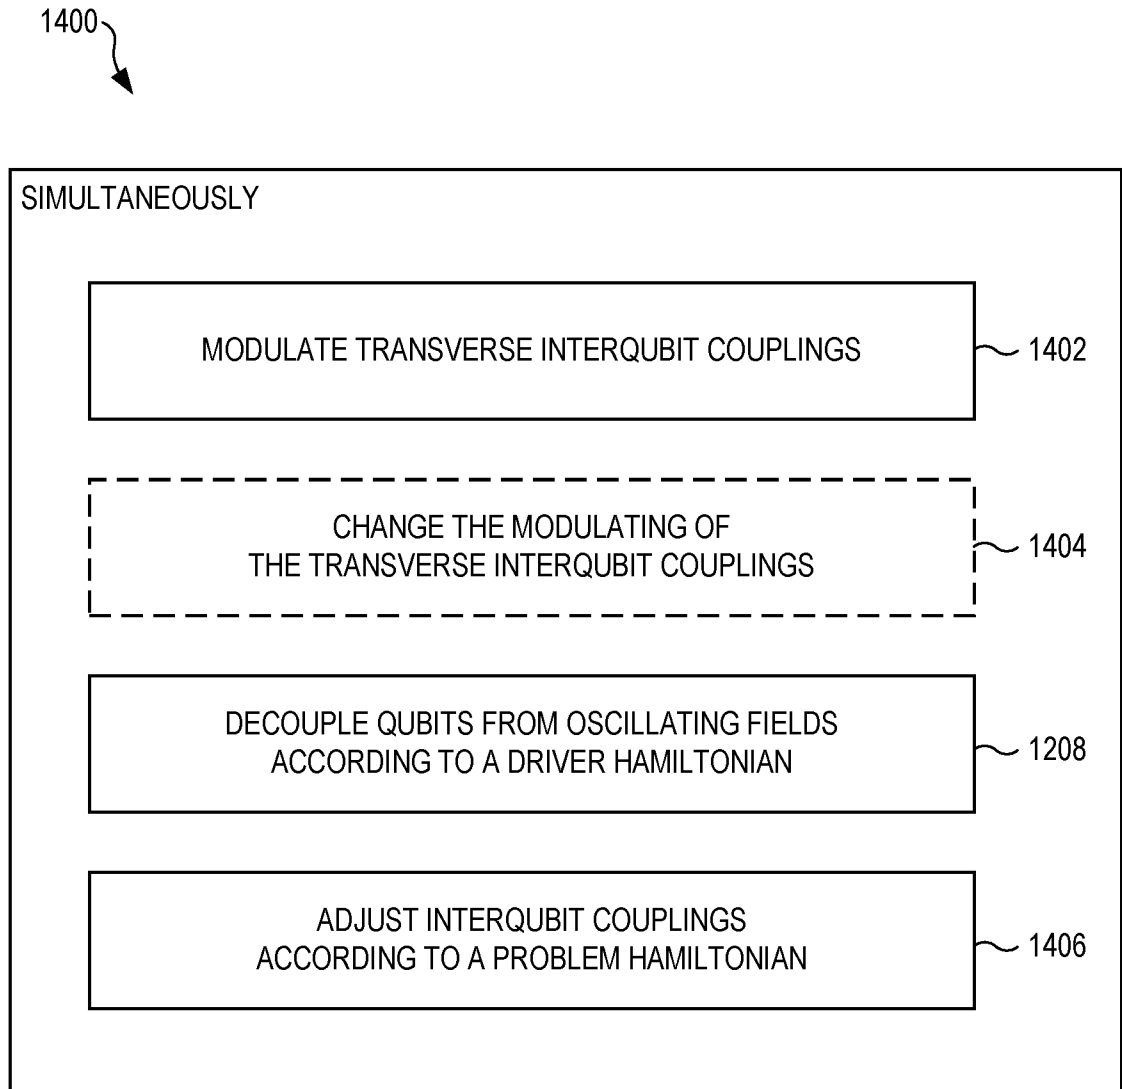 1400
SIMULTANEOUSLY
MODULATE TRANSVERSE INTERQUBIT COUPLINGS
1402
CHANGE THE MODULATING OF
THE TRANSVERSE INTERQUBIT COUPLINGS
1404
DECOUPLE QUBITS FROM OSCILLATING FIELDS
ACCORDING TO A DRIVER HAMILTONIAN
1208
ADJUST INTERQUBIT COUPLINGS
ACCORDING TO A PROBLEM HAMILTONIAN
1406